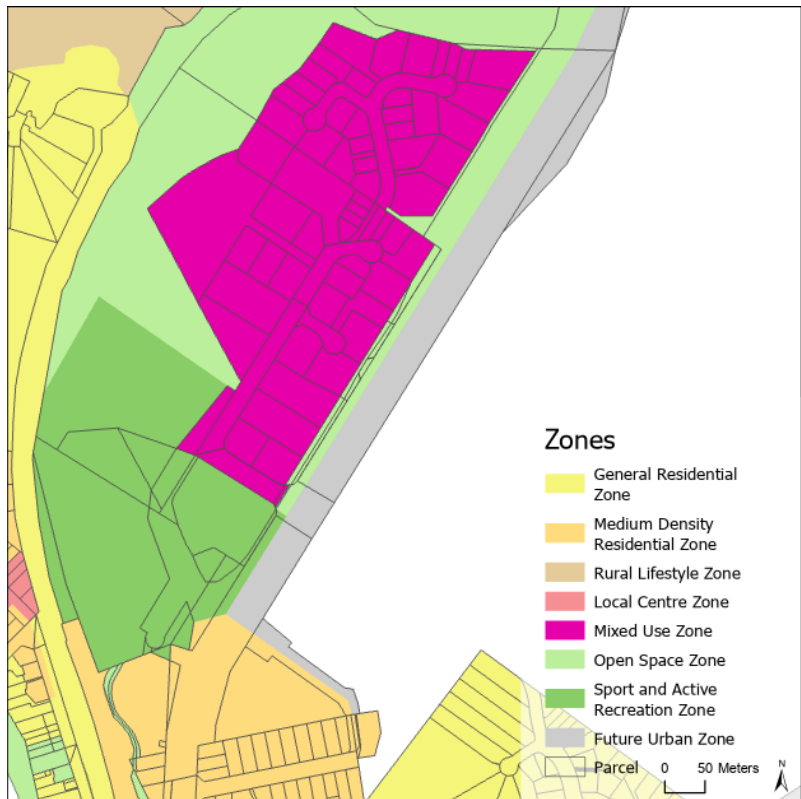 Zones
General Residential
Zone
Medium Density
Residential Zone
Rural Lifestyle Zone
Local Centre Zone
Mixed Use Zone
Open Space Zone
Sport and Active
Recreation Zone
Future Urban Zone
Parcel
0 50 Meters
N